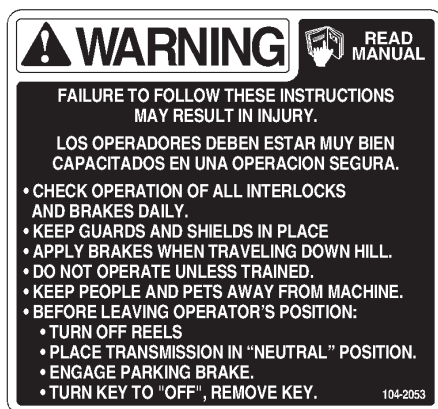 WARNING
READ
MANUAL
FAILURE TO FOLLOW THESE INSTRUCTIONS
MAY RESULT IN INJURY.
LOS OPERADORES DEBEN ESTAR MUY BIEN
CAPACITADOS EN UNA OPERACION SEGURA.
• CHECK OPERATION OF ALL INTERLOCKS
AND BRAKES DAILY.
• KEEP GUARDS AND SHIELDS IN PLACE
• APPLY BRAKES WHEN TRAVELING DOWN HILL.
• DO NOT OPERATE UNLESS TRAINED.
• KEEP PEOPLE AND PETS AWAY FROM MACHINE.
• BEFORE LEAVING OPERATOR'S POSITION:
• TURN OFF REELS
• PLACE TRANSMISSION IN “NEUTRAL” POSITION.
• ENGAGE PARKING BRAKE.
• TURN KEY TO "OFF", REMOVE KEY. 104-2053